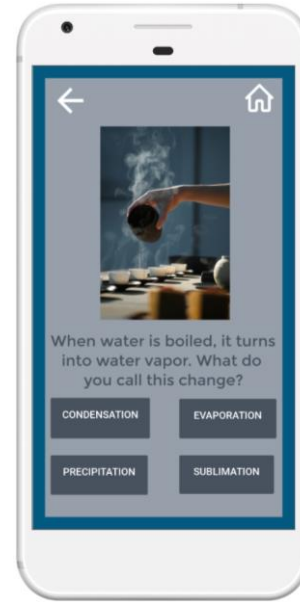 When water is boiled, it turns
into water vapor. What do
you call this change?
CONDENSATION
EVAPORATION
PRECIPITATION
SUBLIMATION